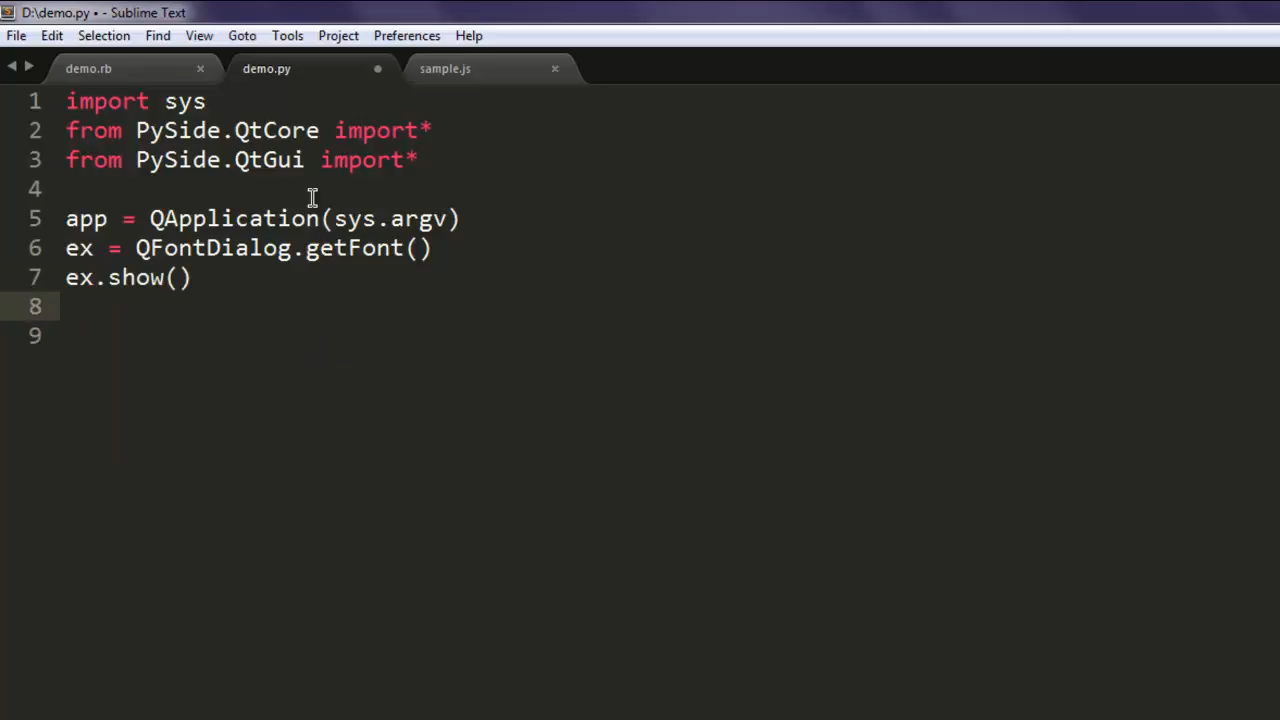 D:\demo.py • - Sublime Text
File Edit Selection Find View Goto Tools Project Preferences Help
demo.rb × demo.py sample.js ×
1 import sys
2 from PySide.QtCore import*
3 from PySide.QtGui import*
4
5 app = QApplication(sys.argv)
6 ex = QFontDialog.getFont()
7 ex.show()
8
9